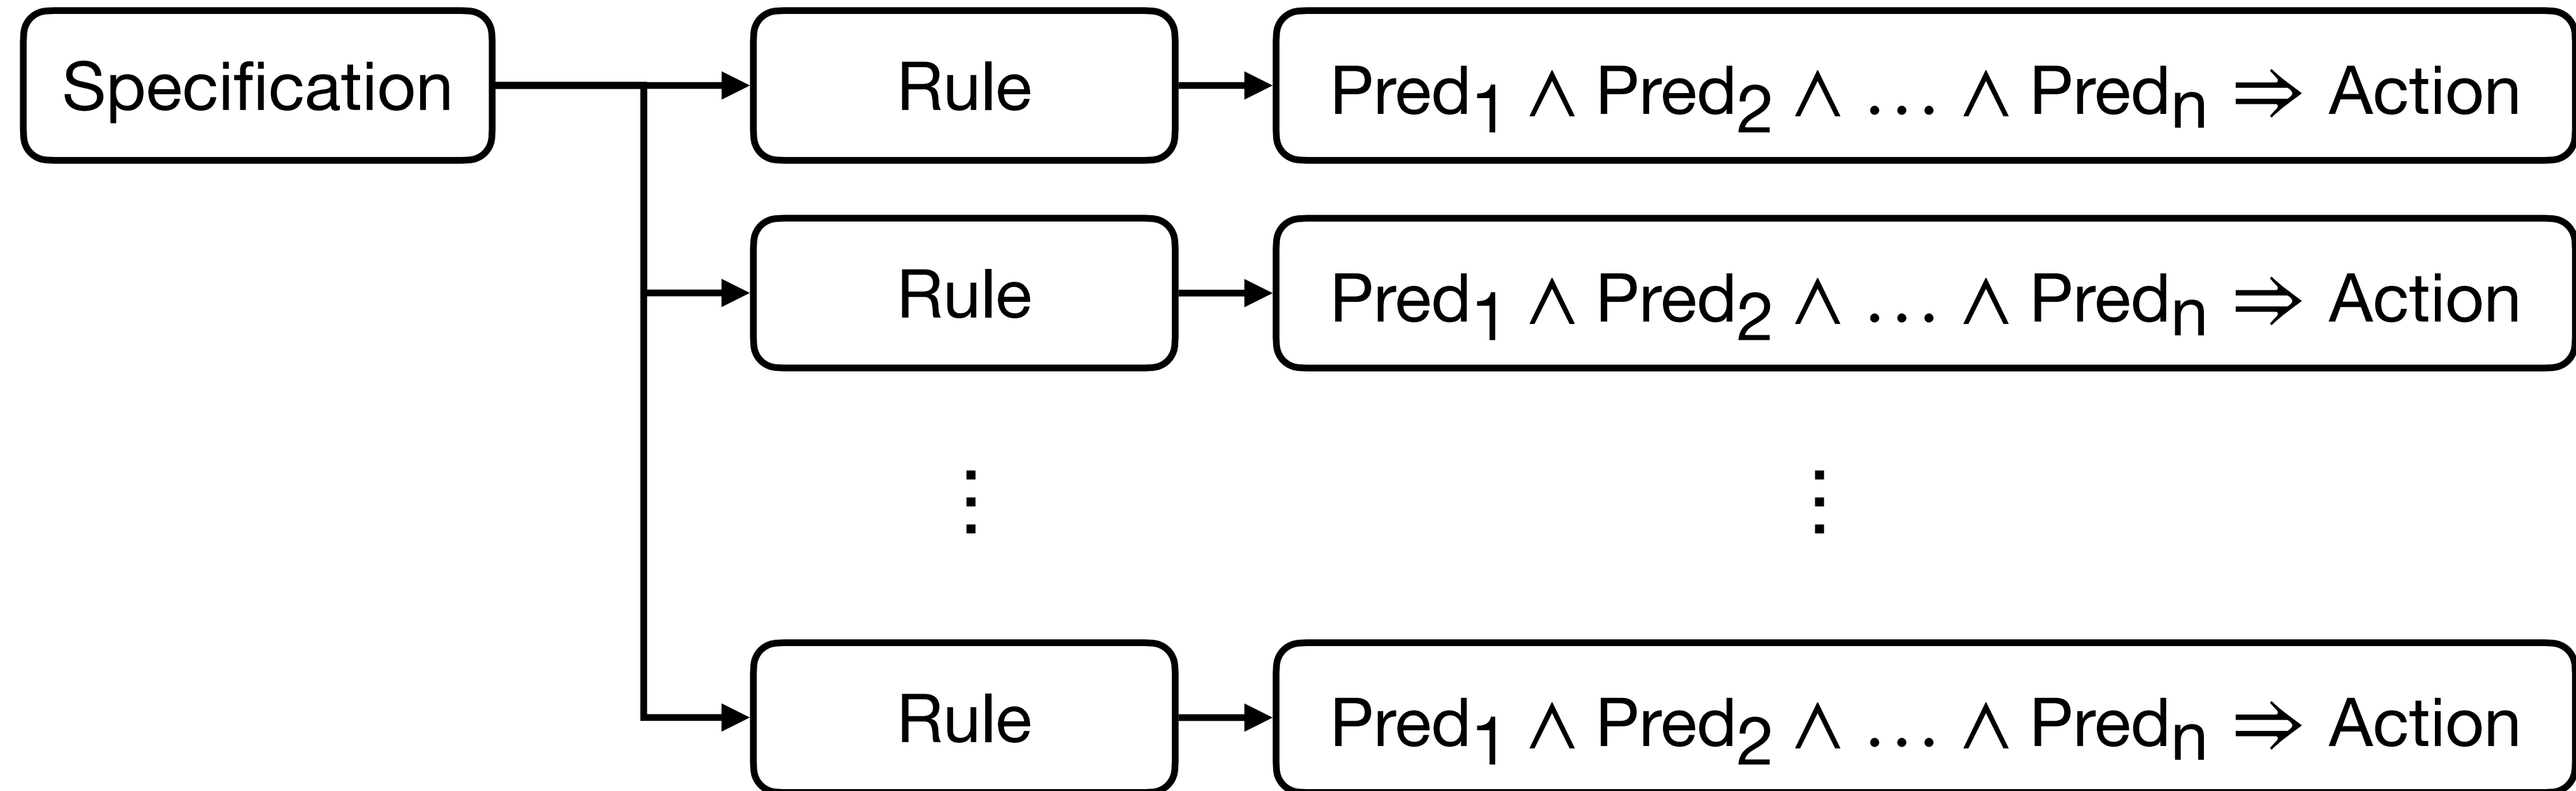 Specification
Rule
Pred₁ ∧ Pred₂ ∧ … ∧ Predₙ ⇒ Action
Rule
Pred₁ ∧ Pred₂ ∧ … ∧ Predₙ ⇒ Action
⋮
⋮
Rule
Pred₁ ∧ Pred₂ ∧ … ∧ Predₙ ⇒ Action